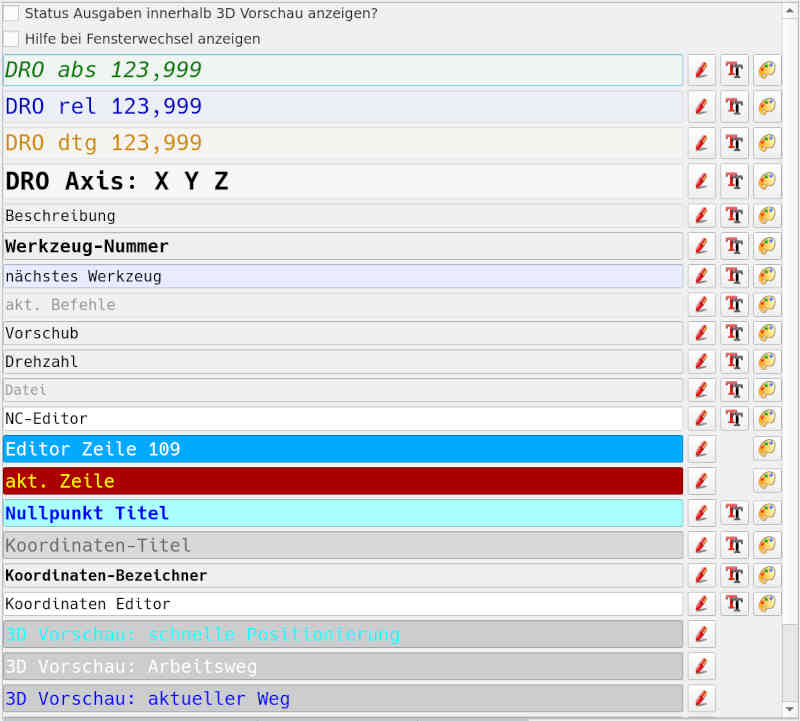 Status Ausgaben innerhalb 3D Vorschau anzeigen?
Hilfe bei Fensterwechsel anzeigen
DRO abs 123,999
DRO rel 123,999
DRO dtg 123,999
DRO Axis: X Y Z
Beschreibung
Werkzeug-Nummer
nächstes Werkzeug
akt. Befehle
Vorschub
Drehzahl
Datei
NC-Editor
Editor Zeile 109
akt. Zeile
Nullpunkt Titel
Koordinaten-Titel
Koordinaten-Bezeichner
Koordinaten Editor
3D Vorschau: schnelle Positionierung
3D Vorschau: Arbeitsweg
3D Vorschau: aktueller Weg